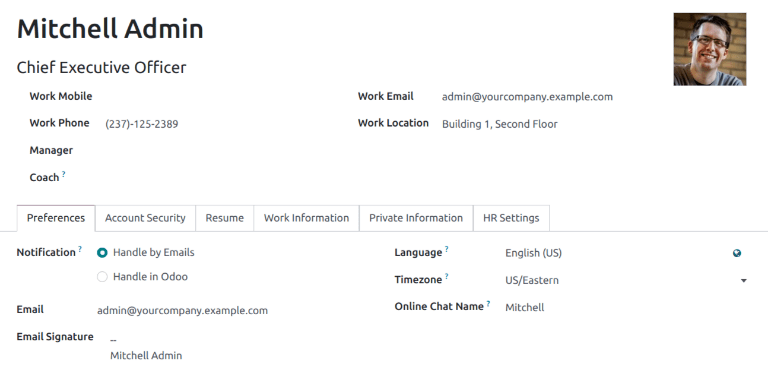 Mitchell Admin
Chief Executive Officer
Work Mobile
Work Email admin@yourcompany.example.com
Work Phone (237)-125-2389
Work Location Building 1, Second Floor
Manager
Coach ?
Preferences Account Security Resume Work Information Private Information HR Settings
Notification ? Handle by Emails
Handle in Odoo
Language ? English (US)
Timezone ? US/Eastern
Email admin@yourcompany.example.com
Online Chat Name ? Mitchell
Email Signature --
Mitchell Admin